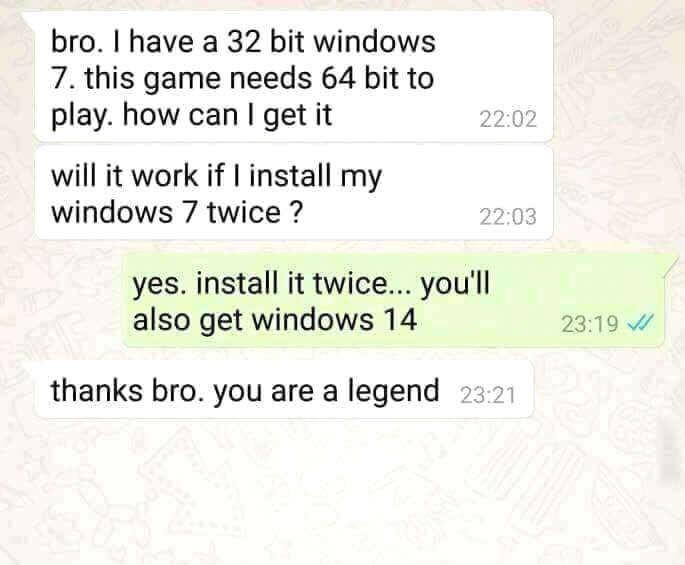 bro. I have a 32 bit windows
7. this game needs 64 bit to
play. how can I get it 22:02
will it work if I install my
windows 7 twice ? 22:03
yes. install it twice... you'll
also get windows 14 23:19
thanks bro. you are a legend 23:21